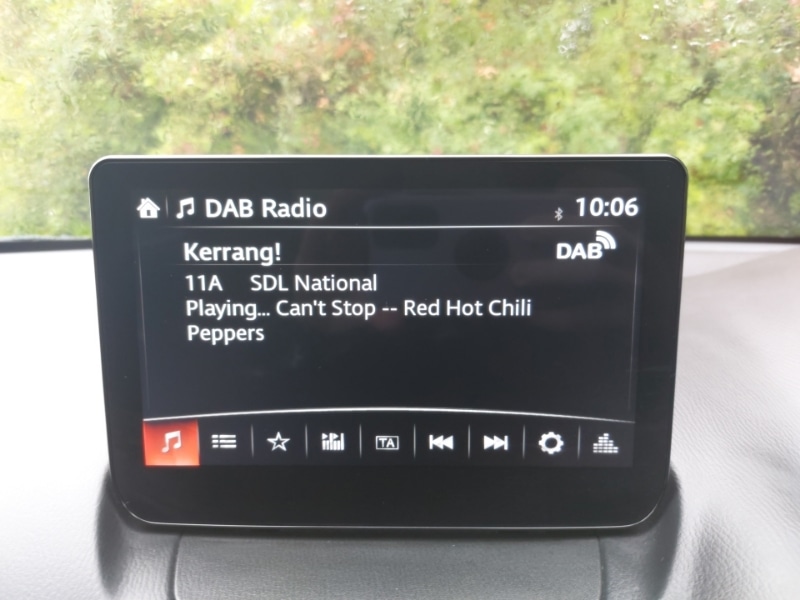 DAB Radio 10:06
Kerrang! DAB
11A SDL National
Playing... Can't Stop -- Red Hot Chili
Peppers
TA